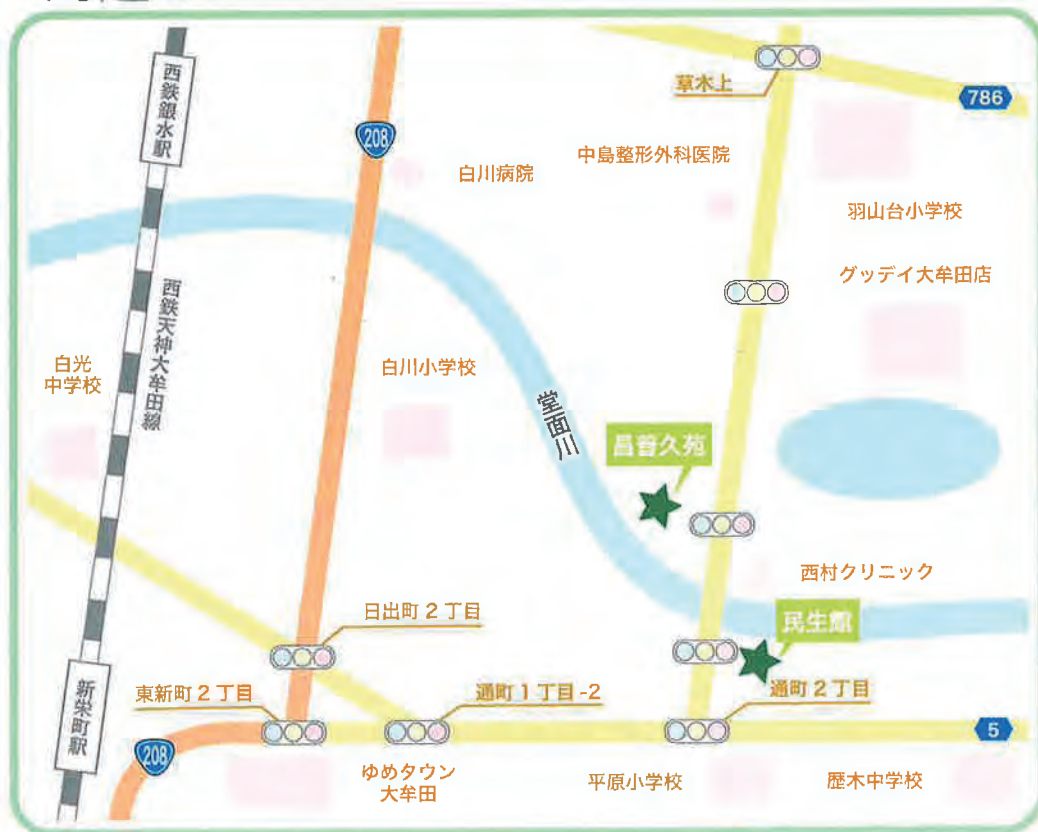 西鉄銀水駅
208
草木上
786
白川病院
中島整形外科医院
羽山台小学校
グッデイ大牟田店
西鉄天神大牟田線
白光
中学校
白川小学校
堂面川
昌普久苑
西村クリニック
民生館
日出町2丁目
東新町2丁目
通町1丁目-2
通町2丁目
新栄町駅
208
5
ゆめタウン
大牟田
平原小学校
歴木中学校